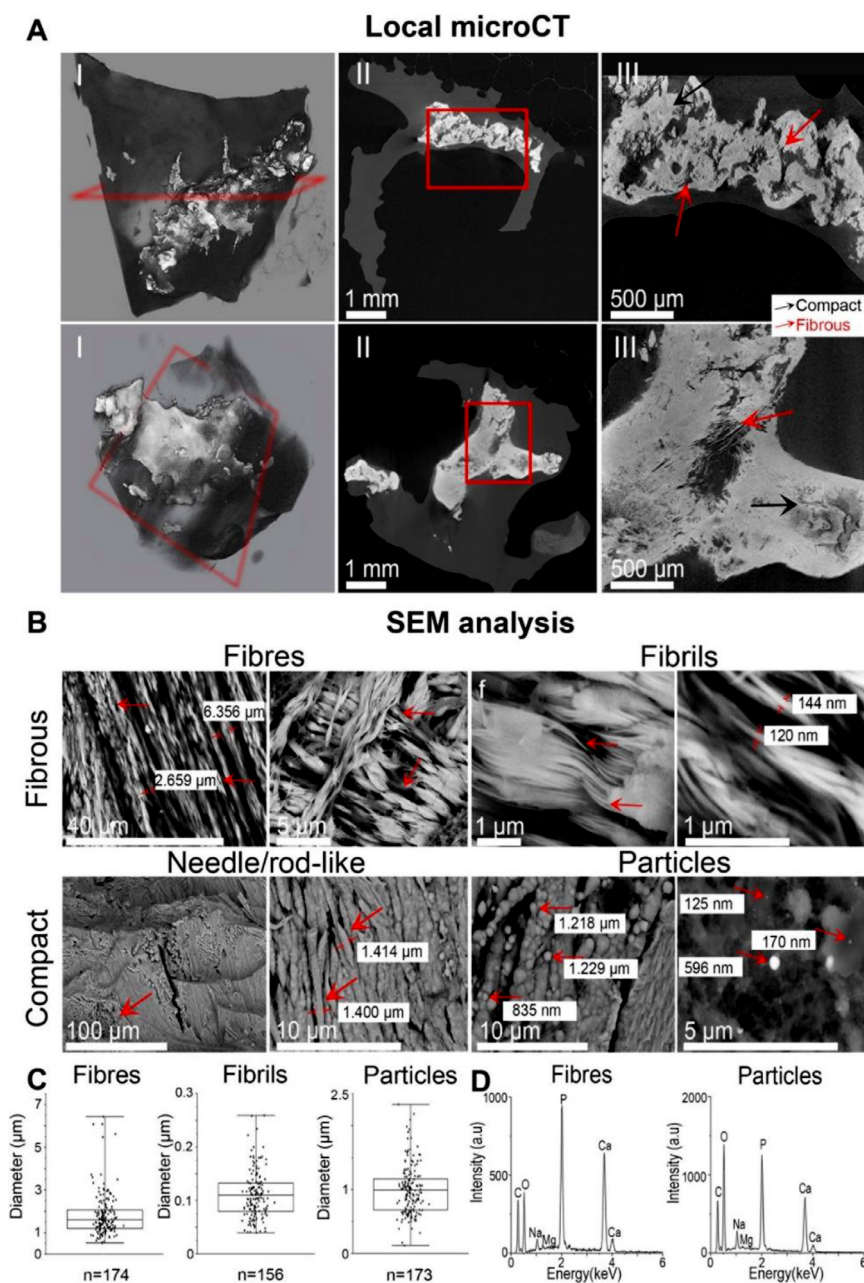 A Local microCT
I II III
1 mm 500 µm
→Compact
→Fibrous
I II III
1 mm 500 µm
B SEM analysis
Fibres Fibrils
Fibrous
6.356 µm
2.659 µm
40 µm
5 µm
f
1 µm
144 nm
120 nm
1 µm
Needle/rod-like Particles
Compact
100 µm
1.414 µm
1.400 µm
10 µm
1.218 µm
1.229 µm
835 nm
10 µm
125 nm
170 nm
596 nm
5 µm
C Fibres Fibrils Particles
Diameter (µm)
7
6
5
4
3
2
1
0
n=174
Diameter (µm)
0.3
0.2
0.1
0
n=156
Diameter (µm)
2.5
1
0
n=173
D Fibres Particles
Intensity (a.u)
1000
500
0
C O Na Mg P Ca Ca
0 2 4 6
Energy(keV)
Intensity (a.u)
2000
1500
1000
500
0
C O Na Mg P Ca Ca
0 2 4 6
Energy(keV)